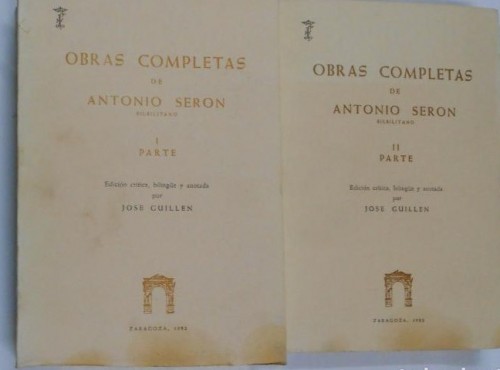 OBRAS COMPLETAS
DE
ANTONIO SERON
BILBILITANO
I
PARTE
Edición crítica, bilingüe y anotada
por
JOSE GUILLEN
ZARAGOZA, 1982
OBRAS COMPLETAS
DE
ANTONIO SERON
BILBILITANO
II
PARTE
Edición crítica, bilingüe y anotada
por
JOSE GUILLEN
ZARAGOZA, 1982